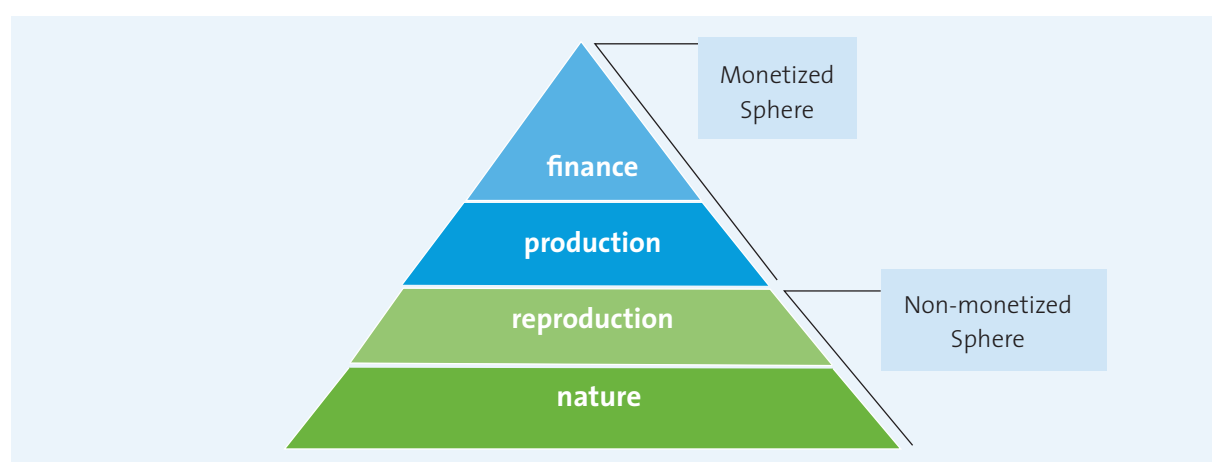 Monetized
Sphere
finance
production
Non-monetized
Sphere
reproduction
nature